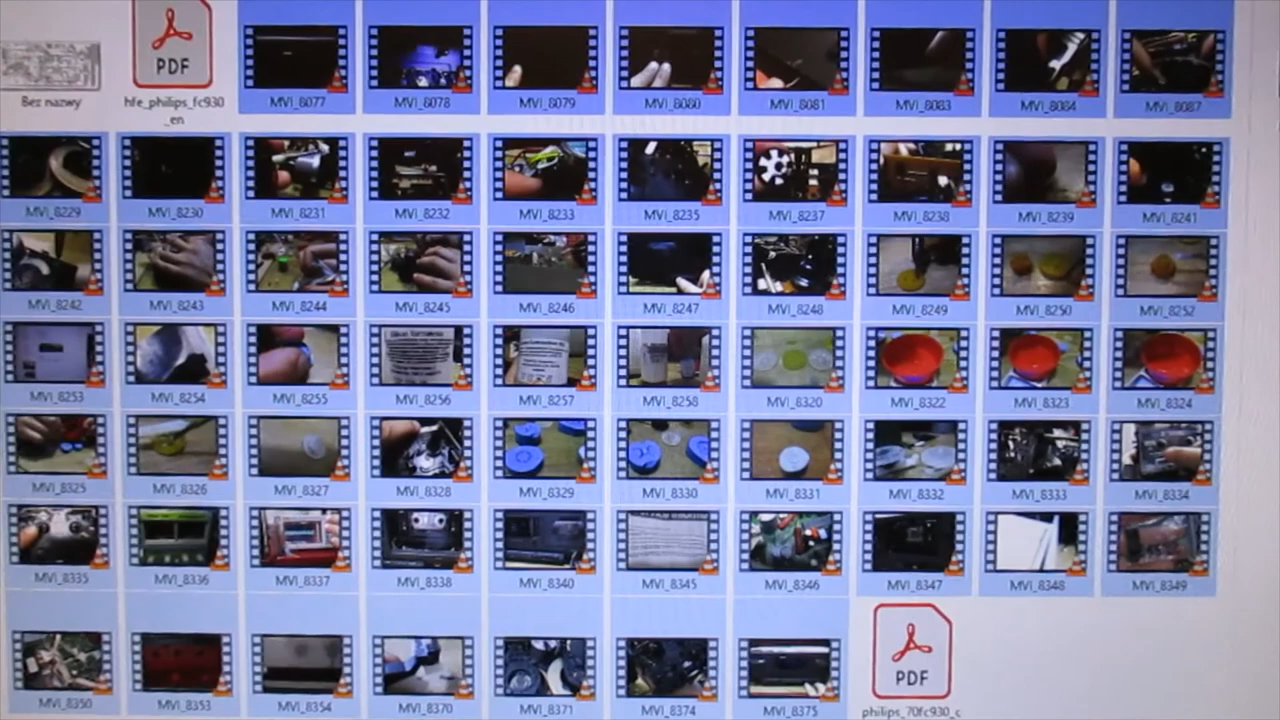 PDF
Bez nazwy
hfe_philips_fc930
_en
MVI_8077
MVI_8078
MVI_8079
MVI_8080
MVI_8081
MVI_8083
MVI_8084
MVI_8087
MVI_8229
MVI_8230
MVI_8231
MVI_8232
MVI_8233
MVI_8235
MVI_8237
MVI_8238
MVI_8239
MVI_8241
MVI_8242
MVI_8243
MVI_8244
MVI_8245
MVI_8246
MVI_8247
MVI_8248
MVI_8249
MVI_8250
MVI_8252
MVI_8253
MVI_8254
MVI_8255
MVI_8256
MVI_8257
MVI_8258
MVI_8320
MVI_8322
MVI_8323
MVI_8324
MVI_8325
MVI_8326
MVI_8327
MVI_8328
MVI_8329
MVI_8330
MVI_8331
MVI_8332
MVI_8333
MVI_8334
MVI_8335
MVI_8336
MVI_8337
MVI_8338
MVI_8340
MVI_8345
MVI_8346
MVI_8347
MVI_8348
MVI_8349
MVI_8350
MVI_8353
MVI_8354
MVI_8370
MVI_8371
MVI_8374
MVI_8375
PDF
philips_70fc930_c